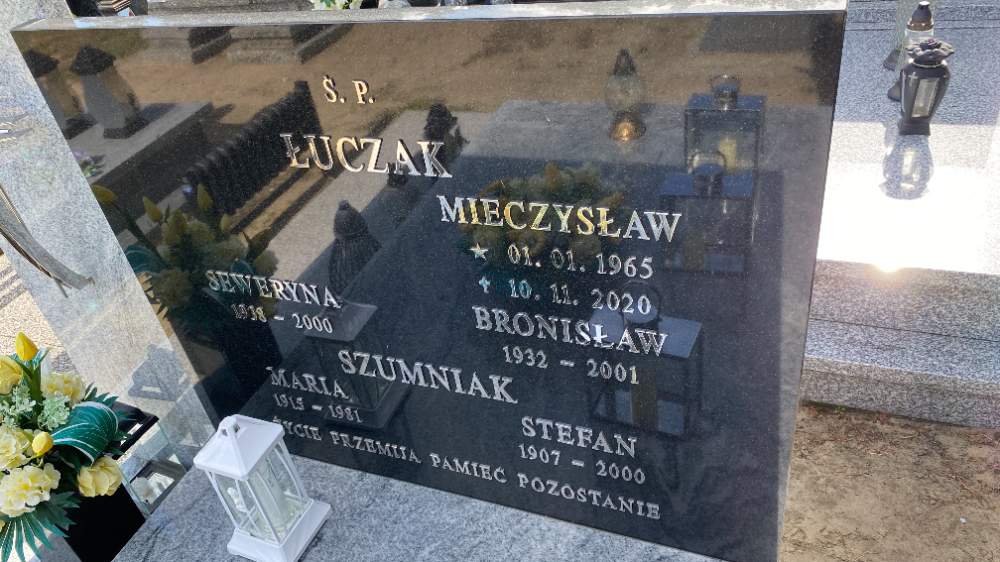 Ś. P.
ŁUCZAK
MIECZYSŁAW
★ 01. 01. 1965
✝ 10. 11. 2020
SEWERYNA
1938 – 2000
BRONISŁAW
1932 – 2001
SZUMNIAK
MARIA
1915 – 1981
STEFAN
1907 – 2000
ŻYCIE PRZEMIJA PAMIĘĆ POZOSTANIE